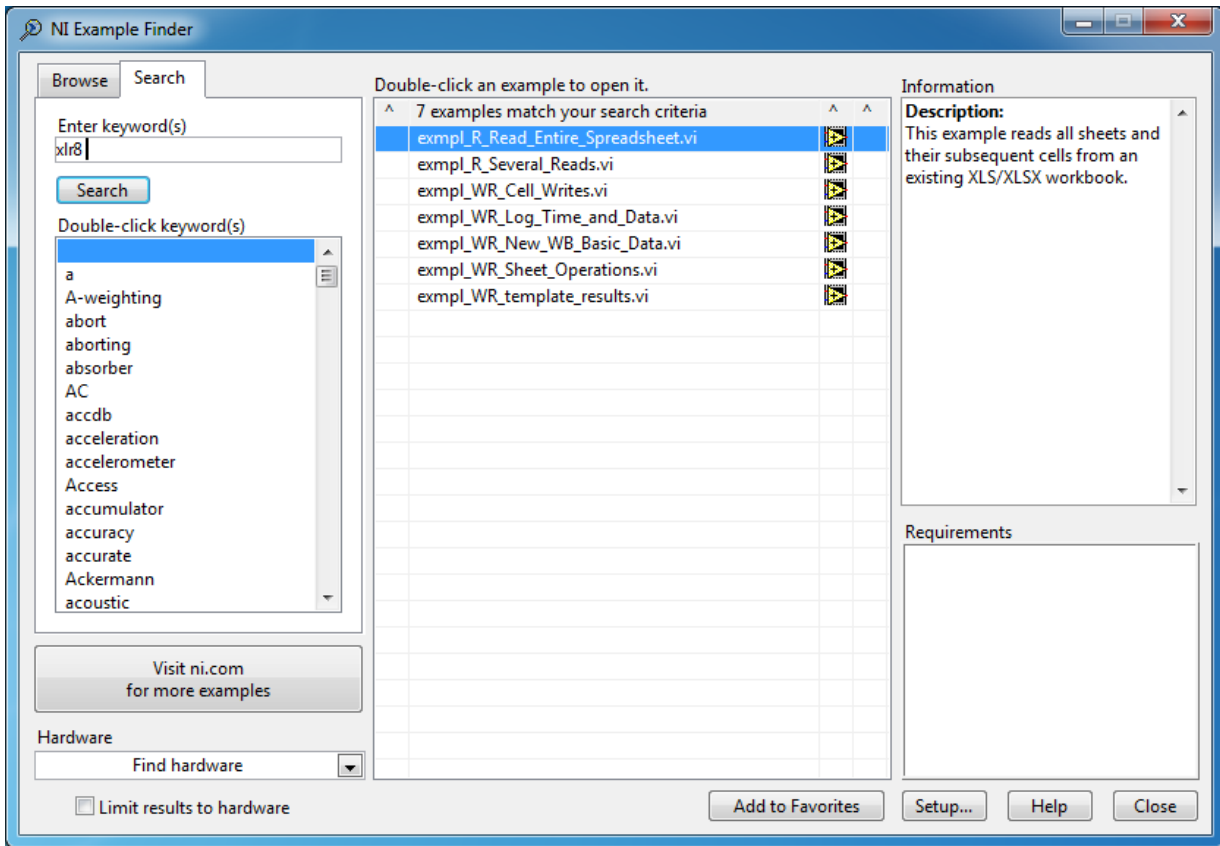 NI Example Finder
Browse
Search
Enter keyword(s)
xlr8
Search
Double-click keyword(s)
a
A-weighting
abort
aborting
absorber
AC
accdb
acceleration
accelerometer
Access
accumulator
accuracy
accurate
Ackermann
acoustic
Visit ni.com
for more examples
Hardware
Find hardware
Limit results to hardware
Double-click an example to open it.
^ 7 examples match your search criteria ^ ^
exmpl_R_Read_Entire_Spreadsheet.vi
exmpl_R_Several_Reads.vi
exmpl_WR_Cell_Writes.vi
exmpl_WR_Log_Time_and_Data.vi
exmpl_WR_New_WB_Basic_Data.vi
exmpl_WR_Sheet_Operations.vi
exmpl_WR_template_results.vi
Information
Description:
This example reads all sheets and
their subsequent cells from an
existing XLS/XLSX workbook.
Requirements
Add to Favorites
Setup...
Help
Close